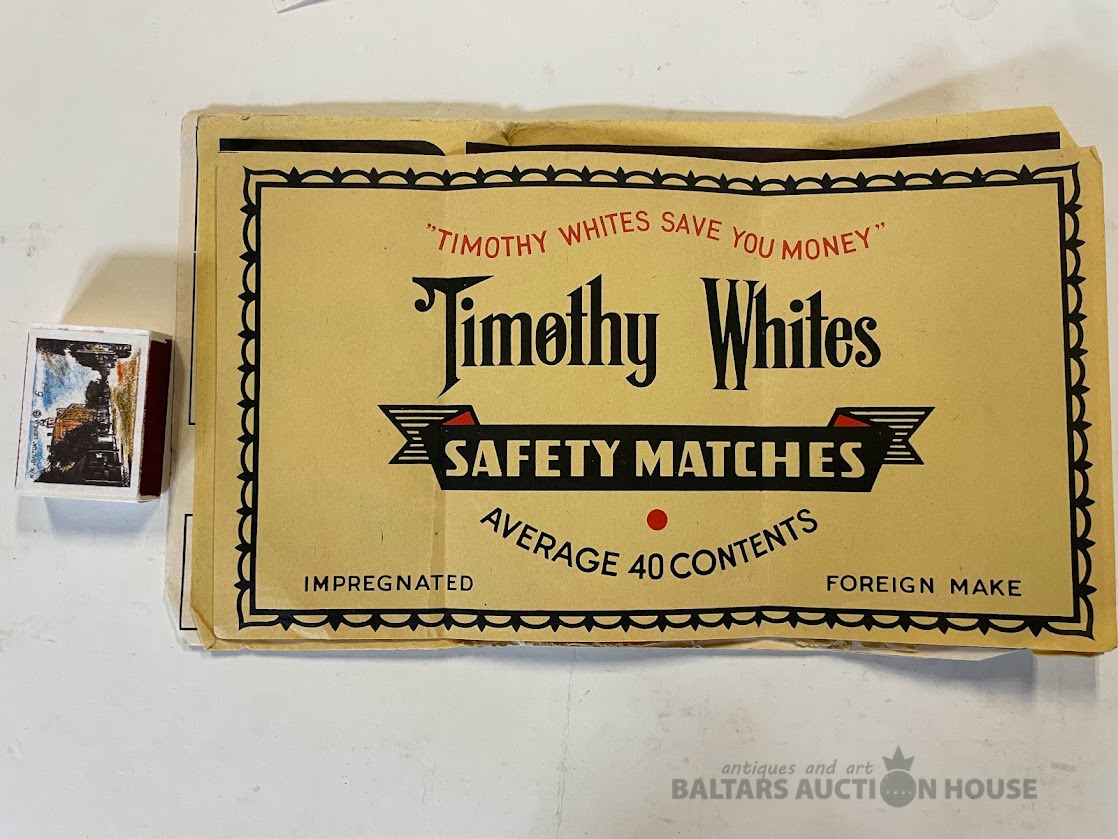 "TIMOTHY WHITES SAVE YOU MONEY"
Timothy Whites
SAFETY MATCHES
AVERAGE 40 CONTENTS
IMPREGNATED
FOREIGN MAKE
antiques and art
BALTARS AUCTION HOUSE